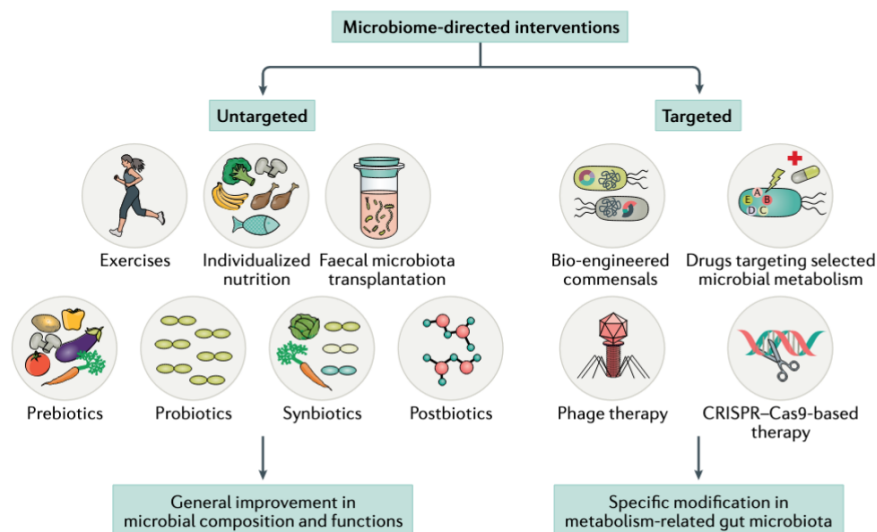 Microbiome-directed interventions
Untargeted
Targeted
Exercises
Individualized
nutrition
Faecal microbiota
transplantation
Bio-engineered
commensals
A
E B
D C
Drugs targeting selected
microbial metabolism
Prebiotics
Probiotics
Synbiotics
Postbiotics
Phage therapy
CRISPR–Cas9-based
therapy
General improvement in
microbial composition and functions
Specific modification in
metabolism-related gut microbiota